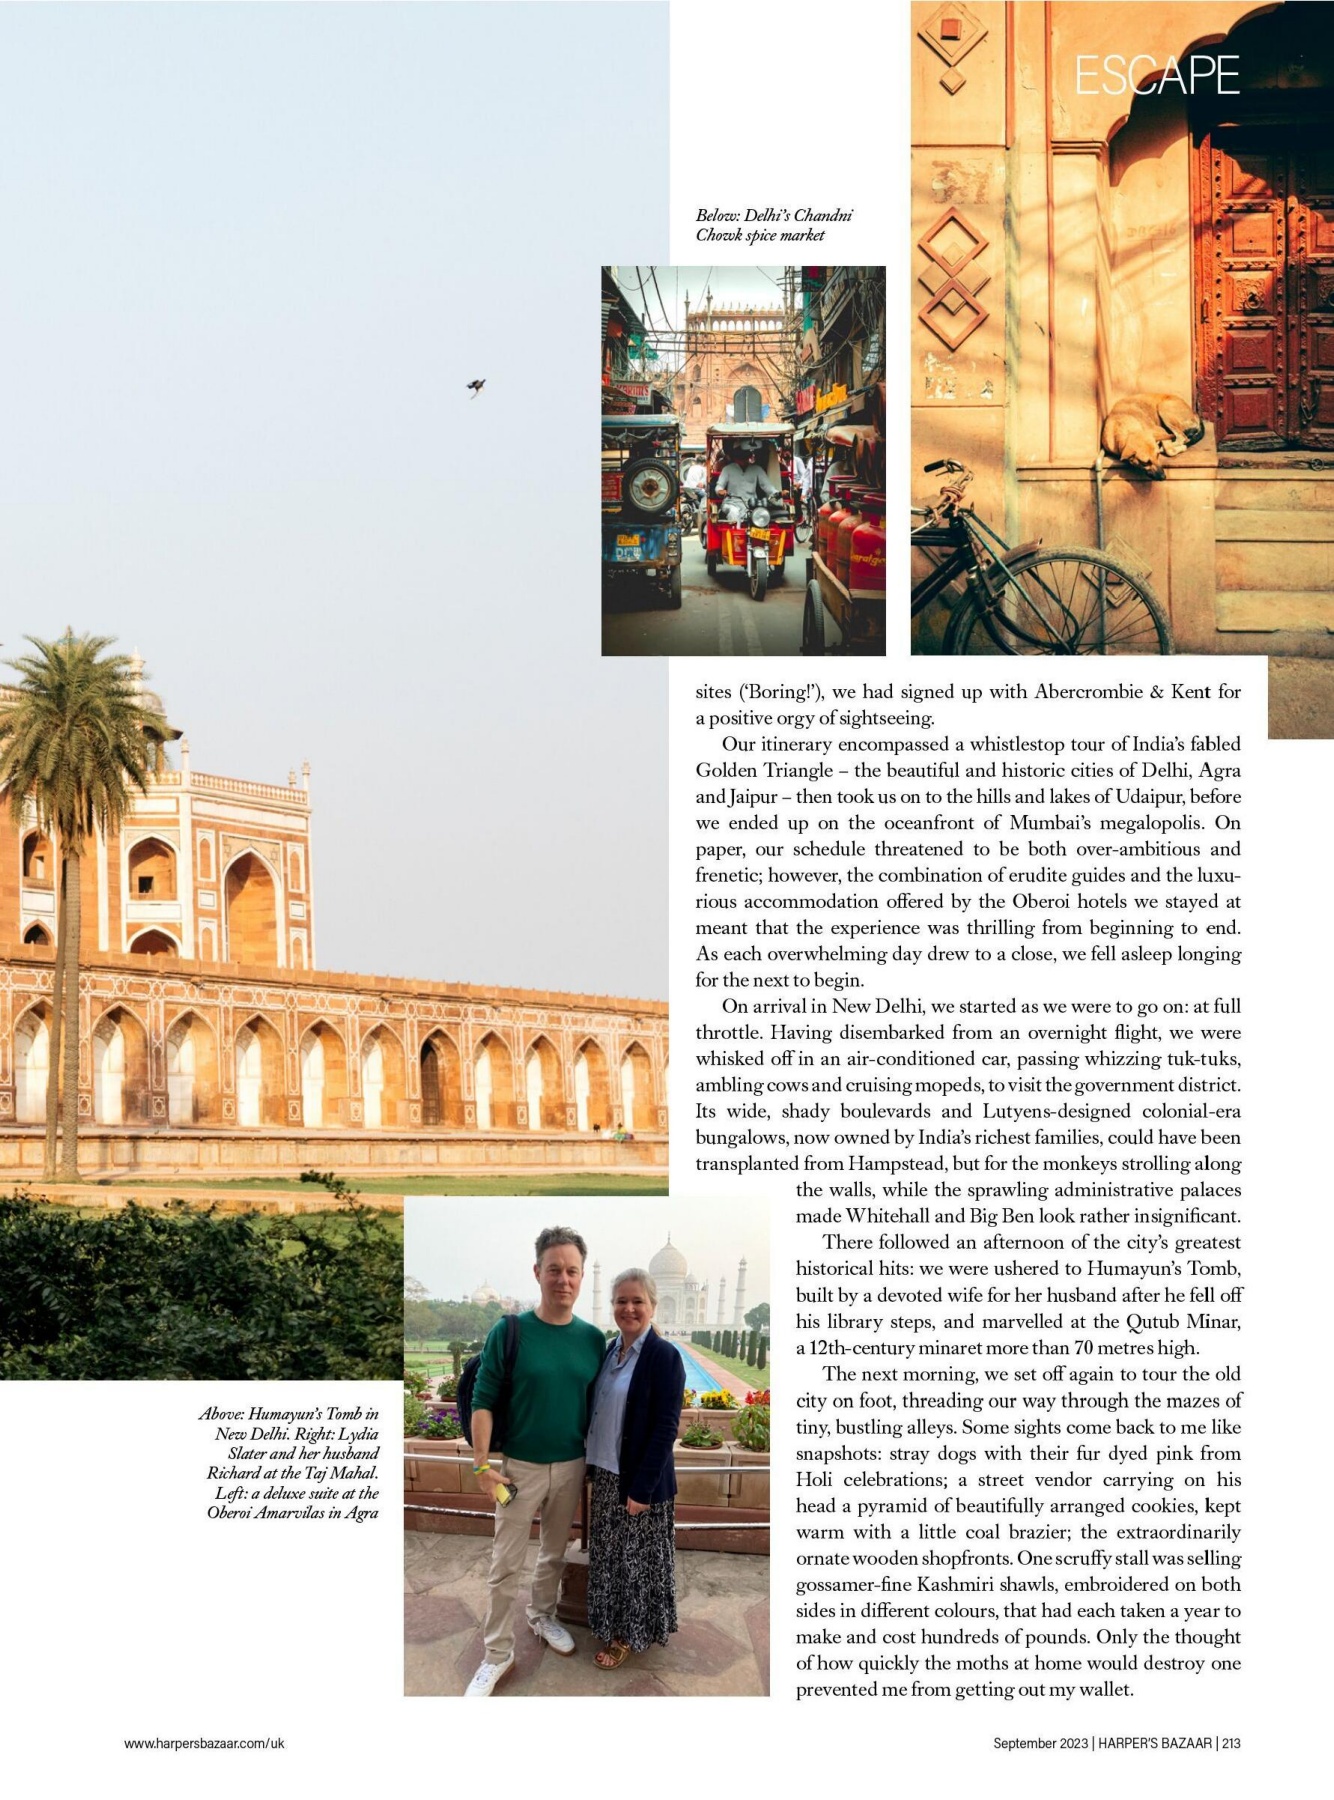 ESCAPE
Below: Delhi's Chandni
Chowk spice market
sites ('Boring!'), we had signed up with Abercrombie & Kent for
a positive orgy of sightseeing.
Our itinerary encompassed a whistlestop tour of India's fabled
Golden Triangle – the beautiful and historic cities of Delhi, Agra
and Jaipur – then took us on to the hills and lakes of Udaipur, before
we ended up on the oceanfront of Mumbai's megalopolis. On
paper, our schedule threatened to be both over-ambitious and
frenetic; however, the combination of erudite guides and the luxu-
rious accommodation offered by the Oberoi hotels we stayed at
meant that the experience was thrilling from beginning to end.
As each overwhelming day drew to a close, we fell asleep longing
for the next to begin.
On arrival in New Delhi, we started as we were to go on: at full
throttle. Having disembarked from an overnight flight, we were
whisked off in an air-conditioned car, passing whizzing tuk-tuks,
ambling cows and cruising mopeds, to visit the government district.
Its wide, shady boulevards and Lutyens-designed colonial-era
bungalows, now owned by India's richest families, could have been
transplanted from Hampstead, but for the monkeys strolling along
the walls, while the sprawling administrative palaces
made Whitehall and Big Ben look rather insignificant.
There followed an afternoon of the city's greatest
historical hits: we were ushered to Humayun's Tomb,
built by a devoted wife for her husband after he fell off
his library steps, and marvelled at the Qutub Minar,
a 12th-century minaret more than 70 metres high.
The next morning, we set off again to tour the old
city on foot, threading our way through the mazes of
tiny, bustling alleys. Some sights come back to me like
snapshots: stray dogs with their fur dyed pink from
Holi celebrations; a street vendor carrying on his
head a pyramid of beautifully arranged cookies, kept
warm with a little coal brazier; the extraordinarily
ornate wooden shopfronts. One scruffy stall was selling
gossamer-fine Kashmiri shawls, embroidered on both
sides in different colours, that had each taken a year to
make and cost hundreds of pounds. Only the thought
of how quickly the moths at home would destroy one
prevented me from getting out my wallet.
Above: Humayun's Tomb in
New Delhi. Right: Lydia
Slater and her husband
Richard at the Taj Mahal.
Left: a deluxe suite at the
Oberoi Amarvilas in Agra
www.harpersbazaar.com/uk
September 2023 | HARPER'S BAZAAR | 213